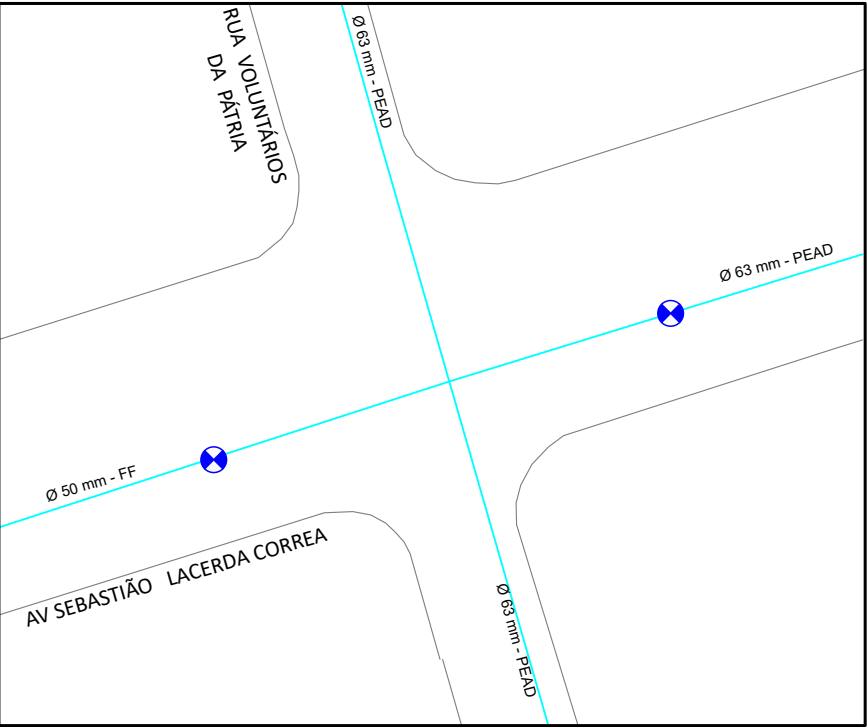 RUA VOLUNTÁRIOS
DA PÁTRIA
Ø 63 mm - PEAD
Ø 63 mm - PEAD
Ø 50 mm - FF
AV SEBASTIÃO LACERDA CORREA
Ø 63 mm - PEAD